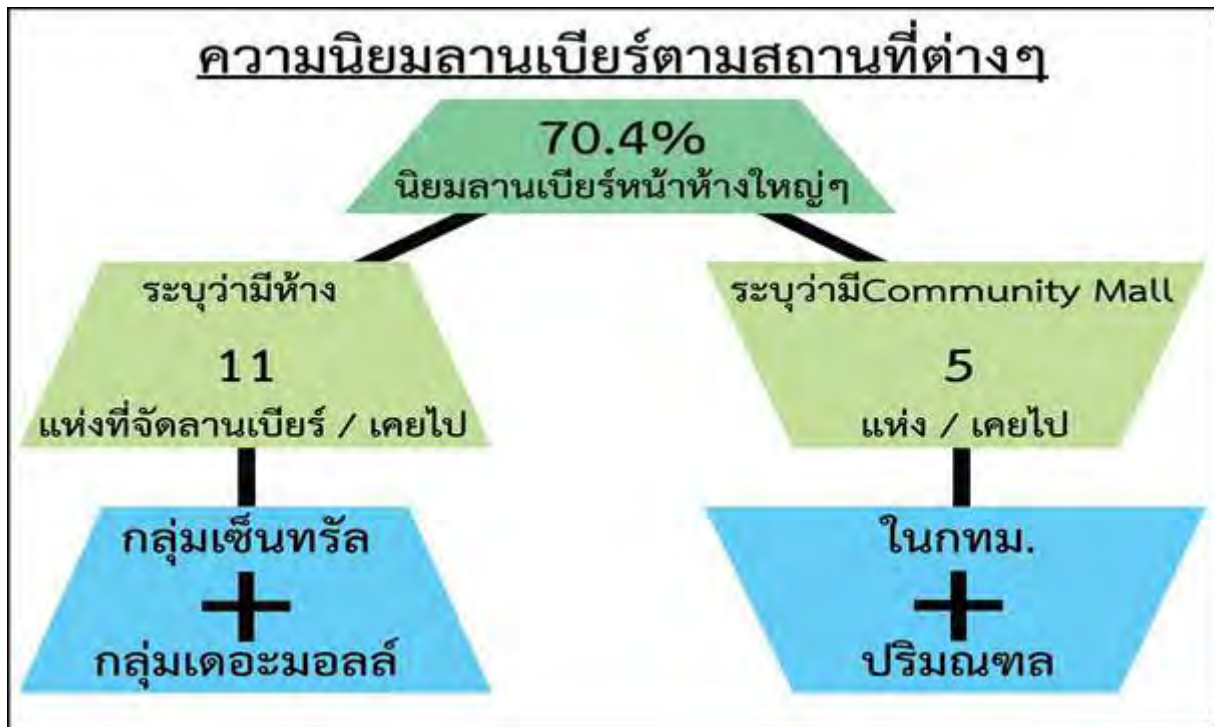 ความนิยมลานเบียร์ตามสถานที่ต่างๆ
70.4%
นิยมลานเบียร์หน้าห้างใหญ่ๆ
ระบุว่ามีห้าง
11
แห่งที่จัดลานเบียร์ / เคยไป
กลุ่มเซ็นทรัล
+
กลุ่มเดอะมอลล์
ระบุว่ามีCommunity Mall
5
แห่ง / เคยไป
ในกทม.
+
ปริมณฑล